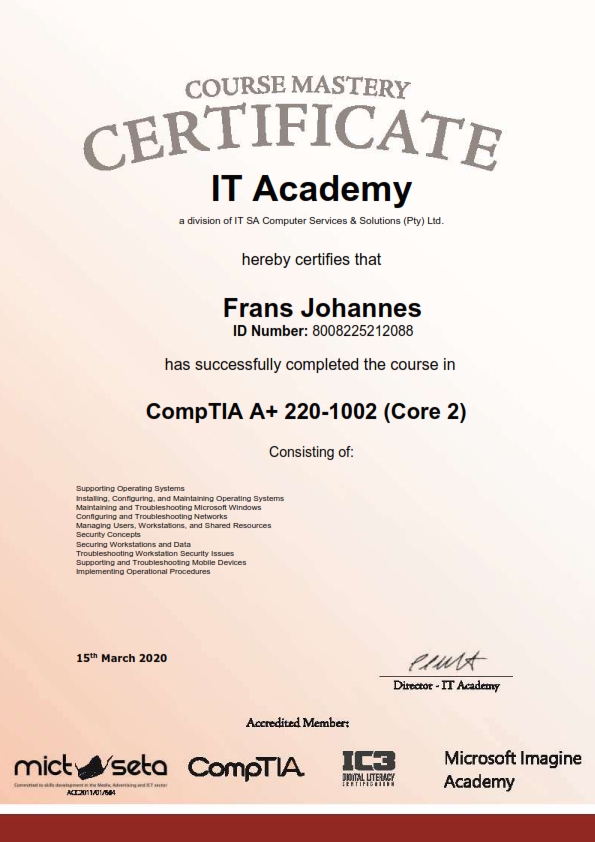 COURSE MASTERY
CERTIFICATE
IT Academy
a division of IT SA Computer Services & Solutions (Pty) Ltd.
hereby certifies that
Frans Johannes
ID Number: 8008225212088
has successfully completed the course in
CompTIA A+ 220-1002 (Core 2)
Consisting of:
Supporting Operating Systems
Installing, Configuring, and Maintaining Operating Systems
Maintaining and Troubleshooting Microsoft Windows
Configuring and Troubleshooting Networks
Managing Users, Workstations, and Shared Resources
Security Concepts
Securing Workstations and Data
Troubleshooting Workstation Security Issues
Supporting and Troubleshooting Mobile Devices
Implementing Operational Procedures
15th March 2020
Director - IT Academy
Accredited Member:
mict seta
Committed to skills development in the Media, Advertising and ICT sector
CompTIA.
IC3
DIGITAL LITERACY
CERTIFICATION
Microsoft Imagine
Academy